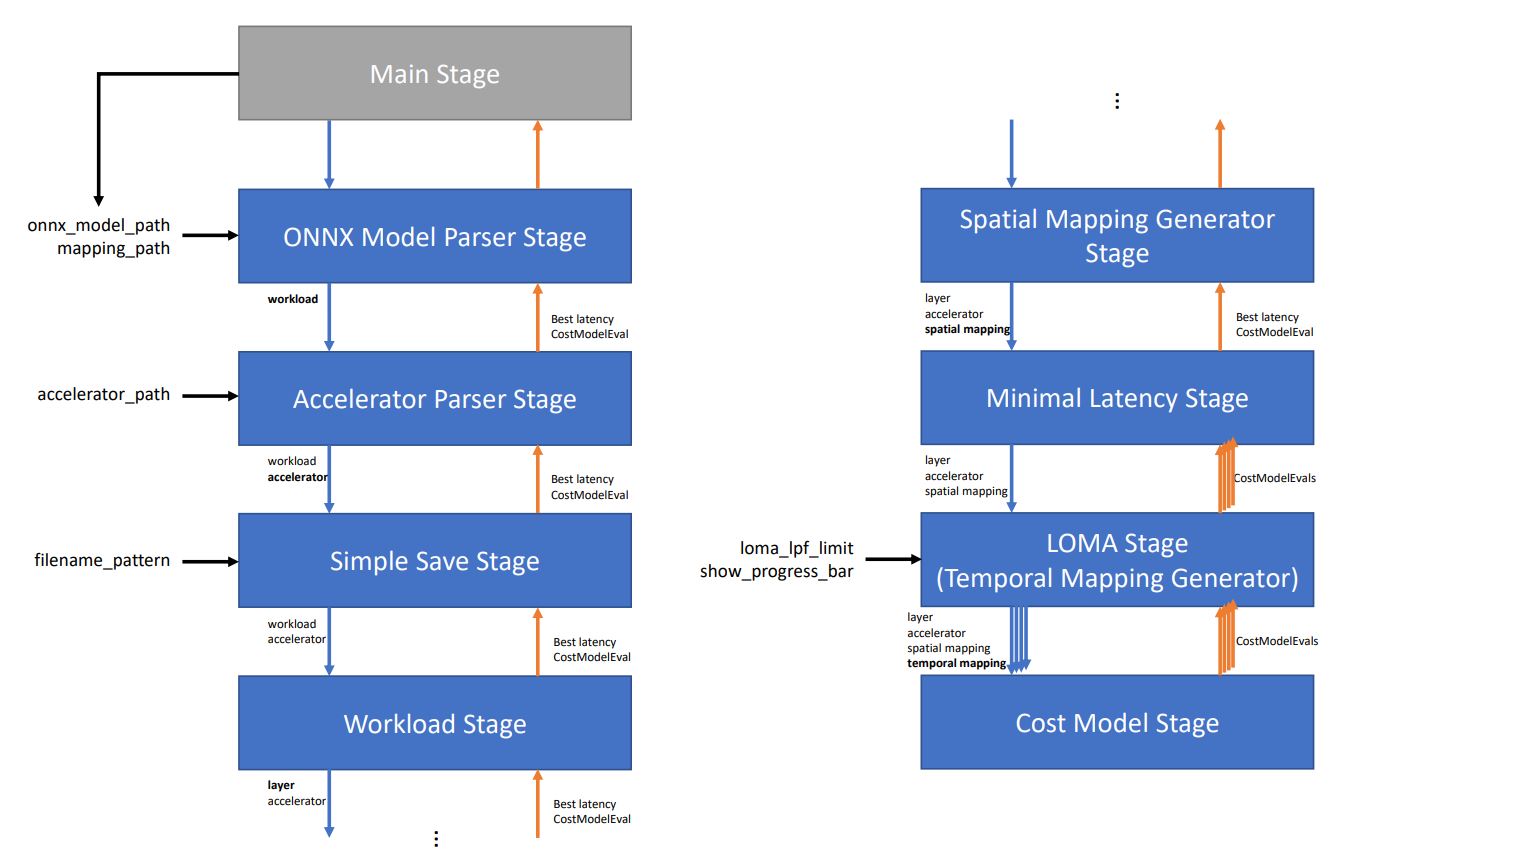 Main Stage
onnx_model_path
mapping_path
ONNX Model Parser Stage
workload
Best latency
CostModelEval
accelerator_path
Accelerator Parser Stage
workload
accelerator
Best latency
CostModelEval
filename_pattern
Simple Save Stage
workload
accelerator
Best latency
CostModelEval
Workload Stage
layer
accelerator
Best latency
CostModelEval
...
...
Spatial Mapping Generator
Stage
layer
accelerator
spatial mapping
Best latency
CostModelEval
Minimal Latency Stage
layer
accelerator
spatial mapping
CostModelEvals
loma_lpf_limit
show_progress_bar
LOMA Stage
(Temporal Mapping Generator)
layer
accelerator
spatial mapping
temporal mapping
CostModelEvals
Cost Model Stage